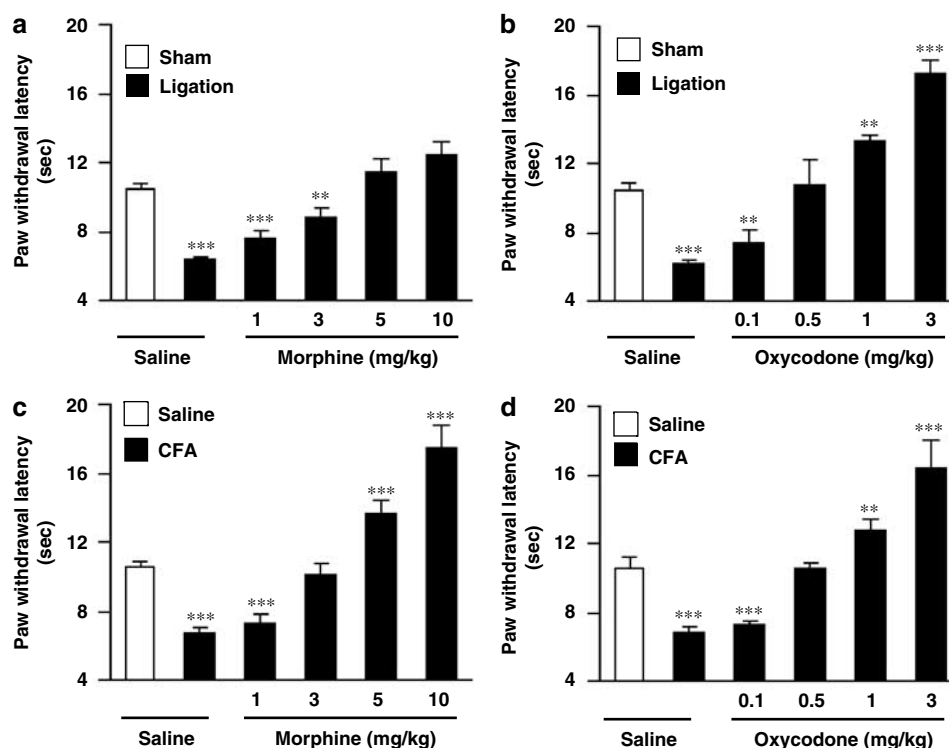 a
20
16
12
8
4
Paw withdrawal latency
(sec)
Sham
Ligation
***
***
**
1 3 5 10
Saline Morphine (mg/kg)
b
20
16
12
8
4
Paw withdrawal latency
(sec)
Sham
Ligation
***
**
**
***
0.1 0.5 1 3
Saline Oxycodone (mg/kg)
c
20
16
12
8
4
Paw withdrawal latency
(sec)
Saline
CFA
***
***
***
***
1 3 5 10
Saline Morphine (mg/kg)
d
20
16
12
8
4
Paw withdrawal latency
(sec)
Saline
CFA
***
***
**
***
0.1 0.5 1 3
Saline Oxycodone (mg/kg)